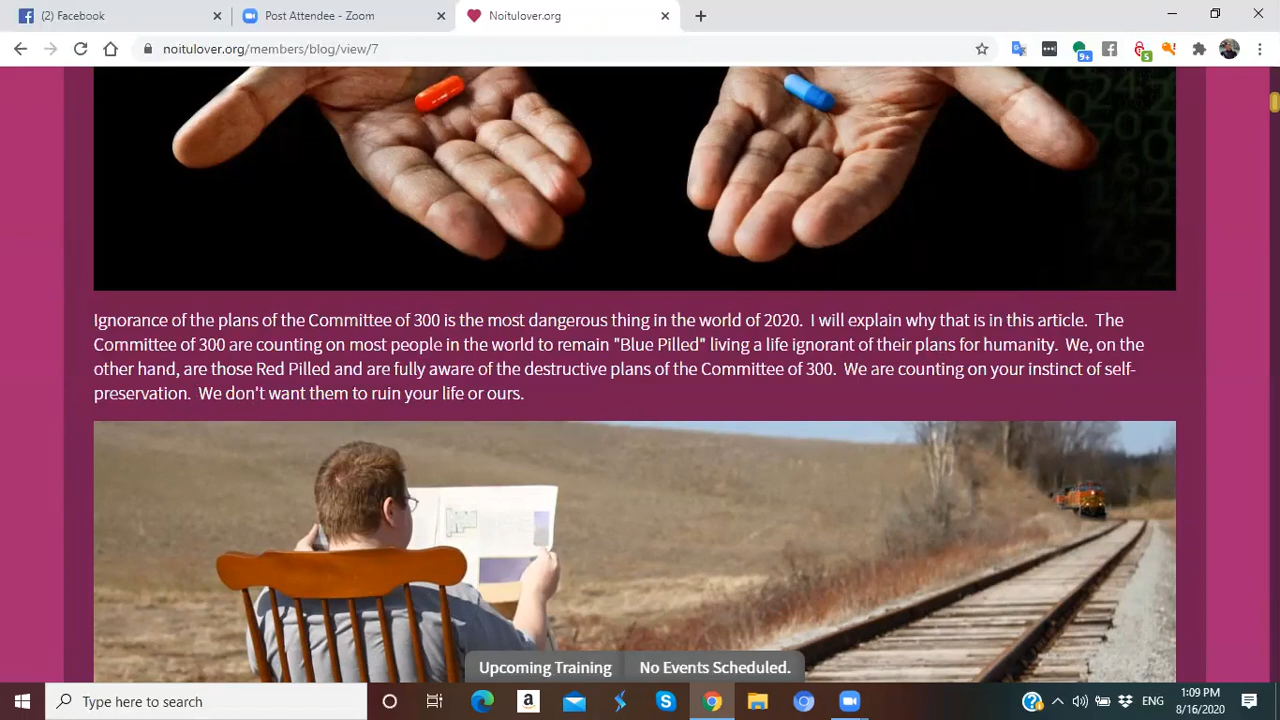 (2) Facebook
Post Attendee - Zoom
Noitulover.org
noitulover.org/members/blog/view/7
9+
5
Ignorance of the plans of the Committee of 300 is the most dangerous thing in the world of 2020. I will explain why that is in this article. The
Committee of 300 are counting on most people in the world to remain "Blue Pilled" living a life ignorant of their plans for humanity. We, on the
other hand, are those Red Pilled and are fully aware of the destructive plans of the Committee of 300. We are counting on your instinct of self-
preservation. We don't want them to ruin your life or ours.
Upcoming Training No Events Scheduled.
Type here to search
ENG
1:09 PM
8/16/2020